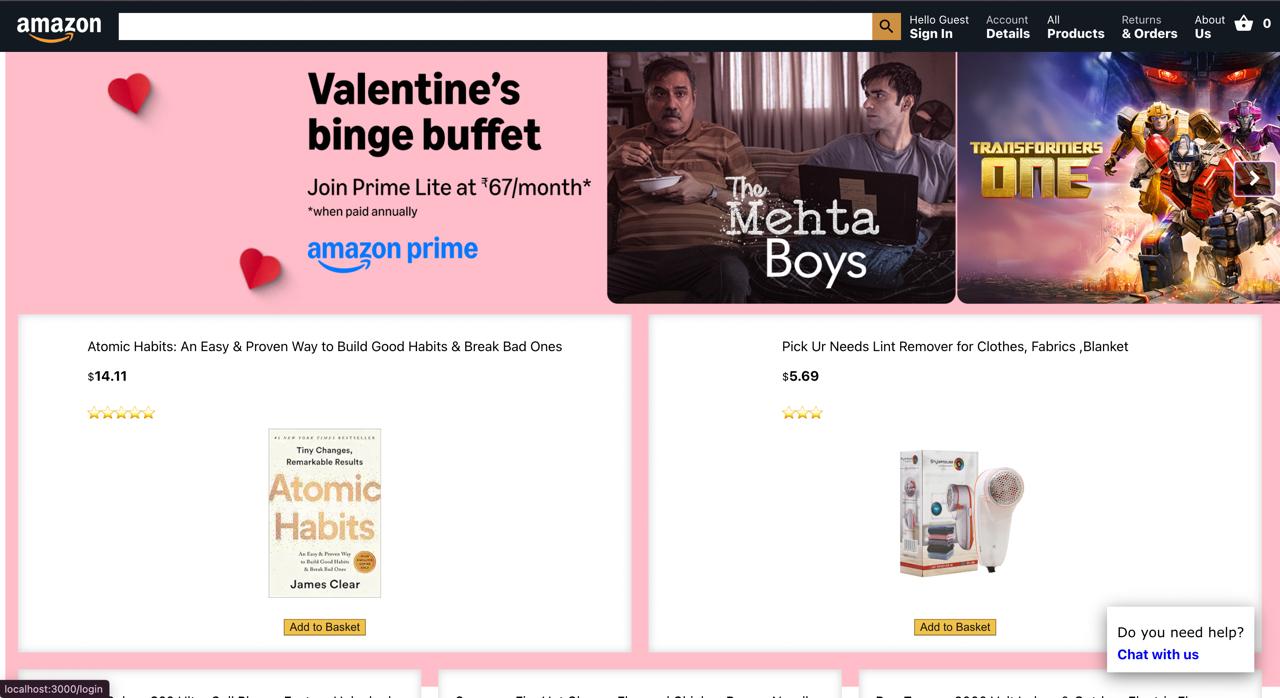 amazon
Hello Guest
Sign In
Account
Details
All
Products
Returns
& Orders
About
Us
0
Valentine's
binge buffet
Join Prime Lite at ₹67/month*
*when paid annually
amazon prime
The
Mehta
Boys
TRANSFORMERS
ONE
Atomic Habits: An Easy & Proven Way to Build Good Habits & Break Bad Ones
$14.11
#1 NEW YORK TIMES BESTSELLER
Tiny Changes,
Remarkable Results
Atomic
Habits
An Easy & Proven Way
to Build Good Habits
& Break Bad Ones
James Clear
Add to Basket
Pick Ur Needs Lint Remover for Clothes, Fabrics ,Blanket
$5.69
Add to Basket
Do you need help?
Chat with us
localhost:3000/login